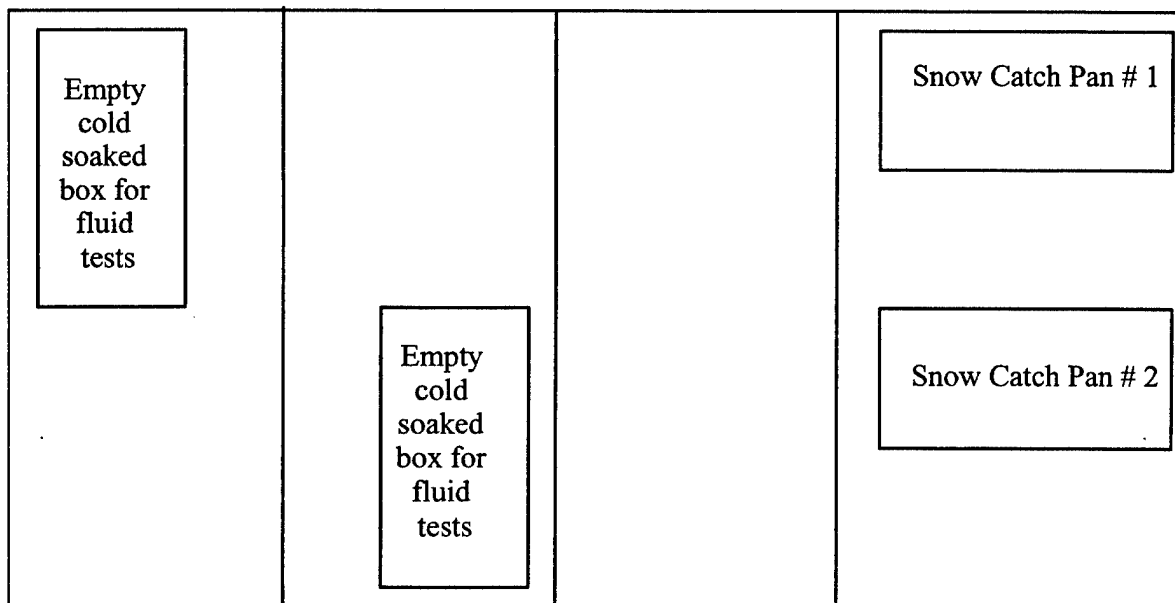 Empty
cold
soaked
box for
fluid
tests
Empty
cold
soaked
box for
fluid
tests
Snow Catch Pan # 1
Snow Catch Pan # 2